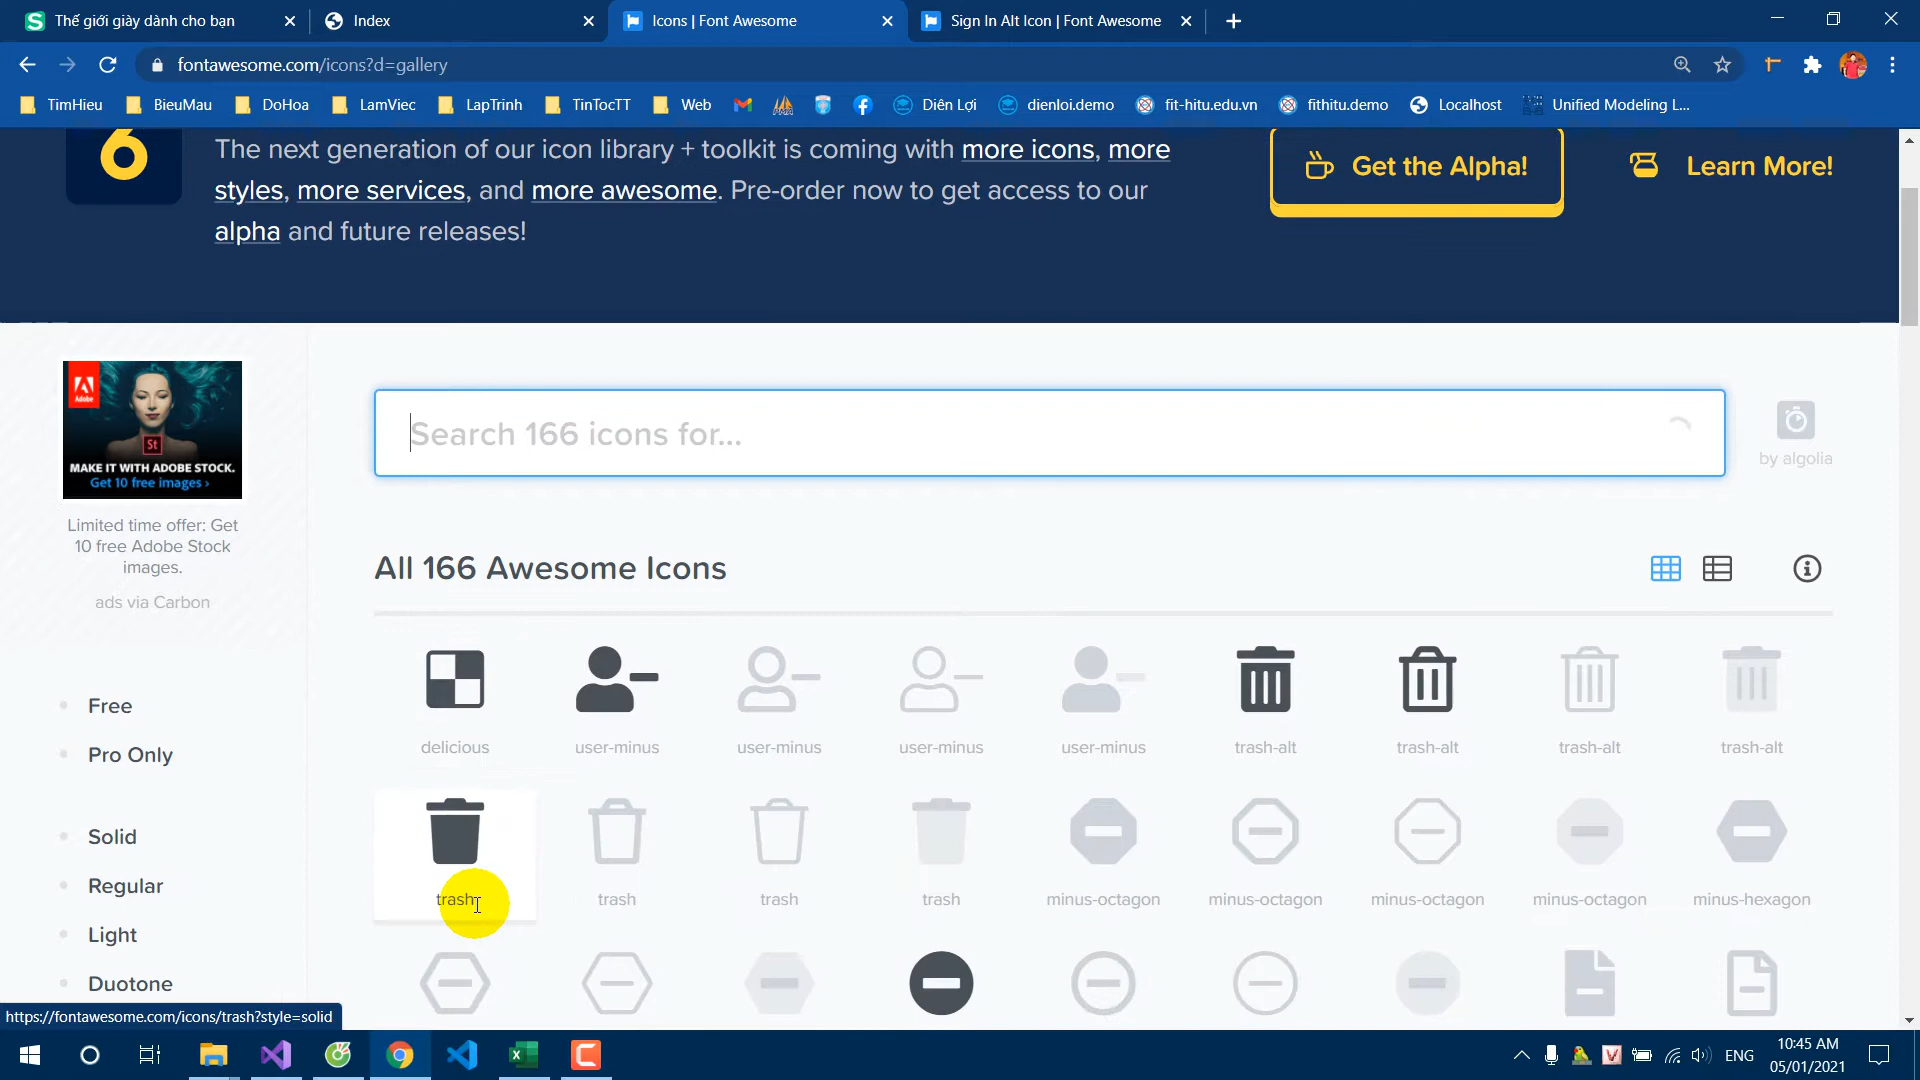 Thế giới giày dành cho bạn
Index
Icons | Font Awesome
Sign In Alt Icon | Font Awesome
fontawesome.com/icons?d=gallery
TimHieu
BieuMau
DoHoa
LamViec
LapTrinh
TinTocTT
Web
Diên Lợi
dienloi.demo
fit-hitu.edu.vn
fithitu.demo
Localhost
Unified Modeling L...
6
The next generation of our icon library + toolkit is coming with more icons, more
styles, more services, and more awesome. Pre-order now to get access to our
alpha and future releases!
Get the Alpha!
Learn More!
Adobe
St
MAKE IT WITH ADOBE STOCK.
Get 10 free images ›
Limited time offer: Get
10 free Adobe Stock
images.
ads via Carbon
Search 166 icons for...
by algolia
All 166 Awesome Icons
Free
Pro Only
Solid
Regular
Light
Duotone
delicious
user-minus
user-minus
user-minus
user-minus
trash-alt
trash-alt
trash-alt
trash-alt
trash
trash
trash
trash
minus-octagon
minus-octagon
minus-octagon
minus-octagon
minus-hexagon
https://fontawesome.com/icons/trash?style=solid
ENG
10:45 AM
05/01/2021